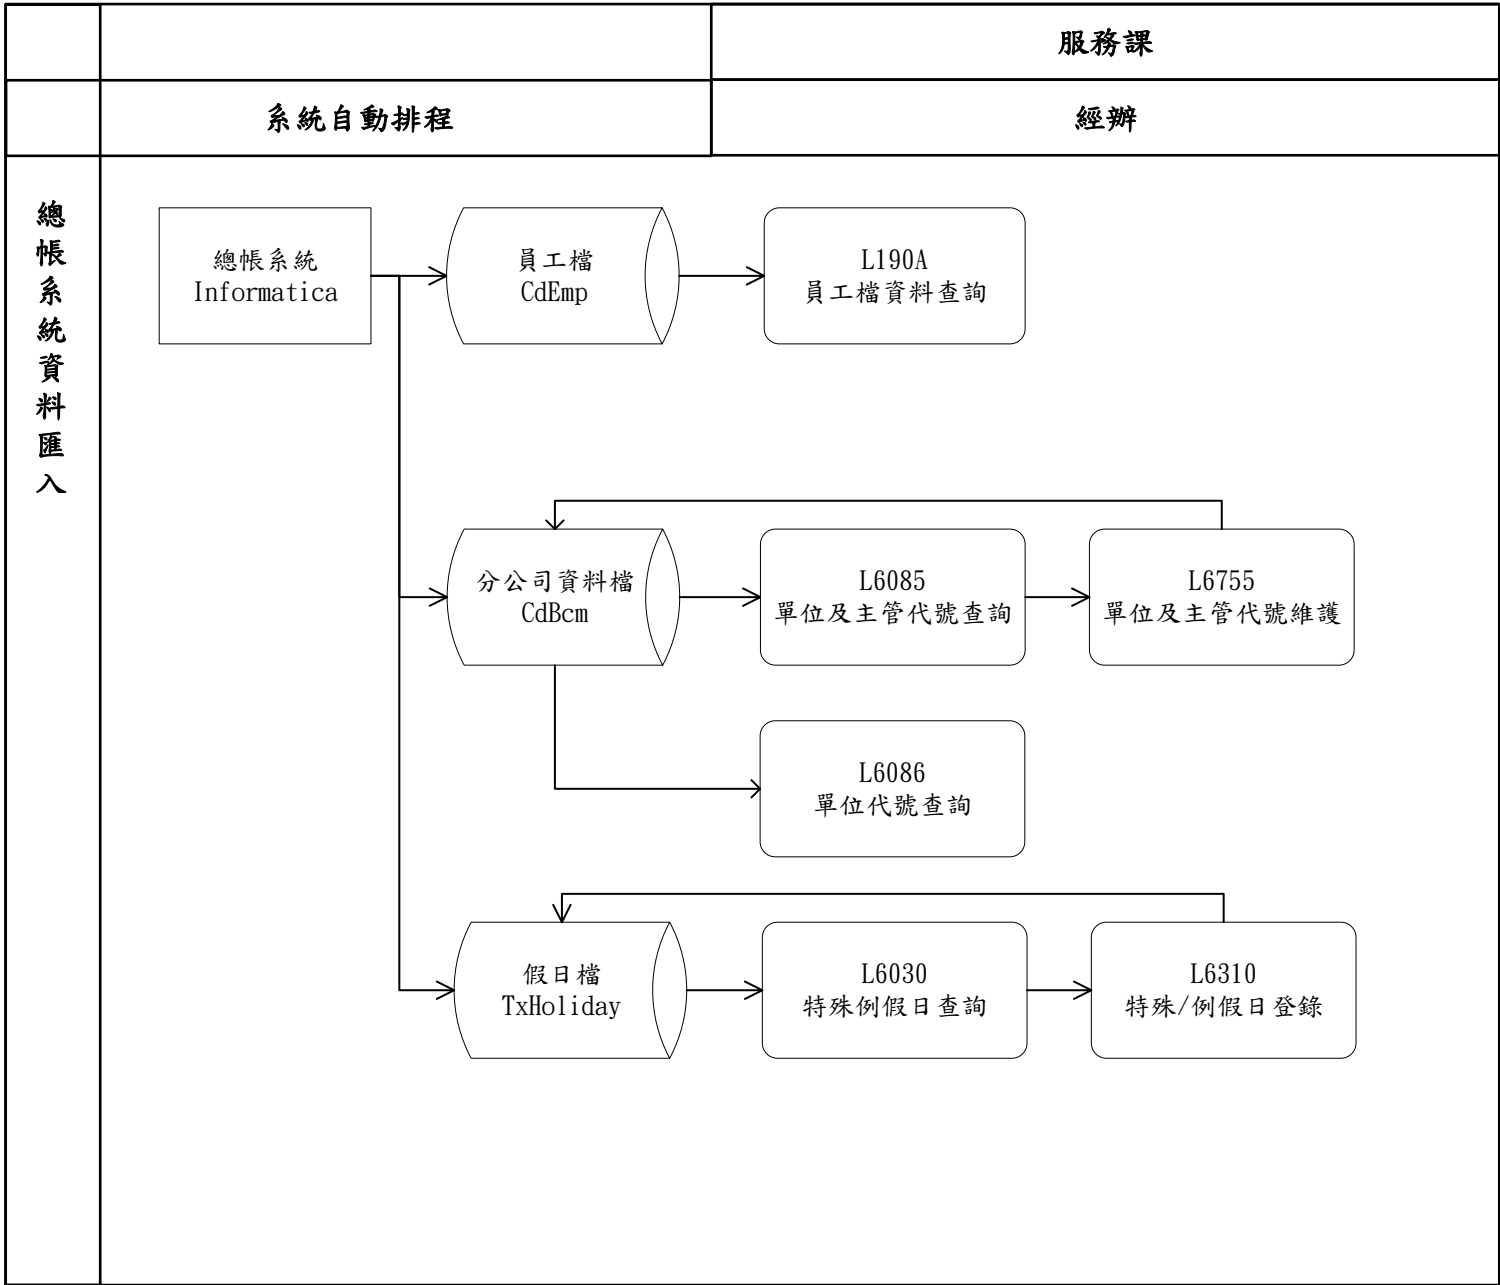 服務課
系統自動排程
經辦
總帳系統資料匯入
總帳系統
Informatica
員工檔
CdEmp
L190A
員工檔資料查詢
分公司資料檔
CdBcm
L6085
單位及主管代號查詢
L6755
單位及主管代號維護
L6086
單位代號查詢
假日檔
TxHoliday
L6030
特殊例假日查詢
L6310
特殊/例假日登錄